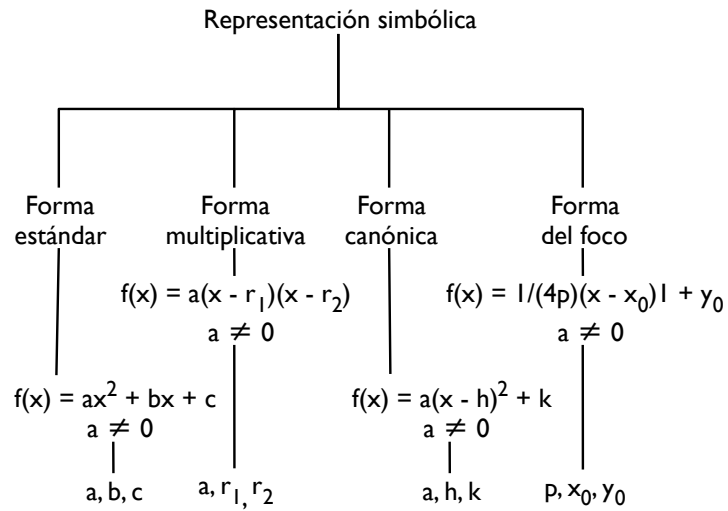 Representación simbólica
Forma
estándar
Forma
multiplicativa
Forma
canónica
Forma
del foco
f(x) = a(x - r₁)(x - r₂)
a ≠ 0
f(x) = 1/(4p)(x - x₀)1 + y₀
a ≠ 0
f(x) = ax² + bx + c
a ≠ 0
f(x) = a(x - h)² + k
a ≠ 0
a, b, c
a, r₁, r₂
a, h, k
p, x₀, y₀